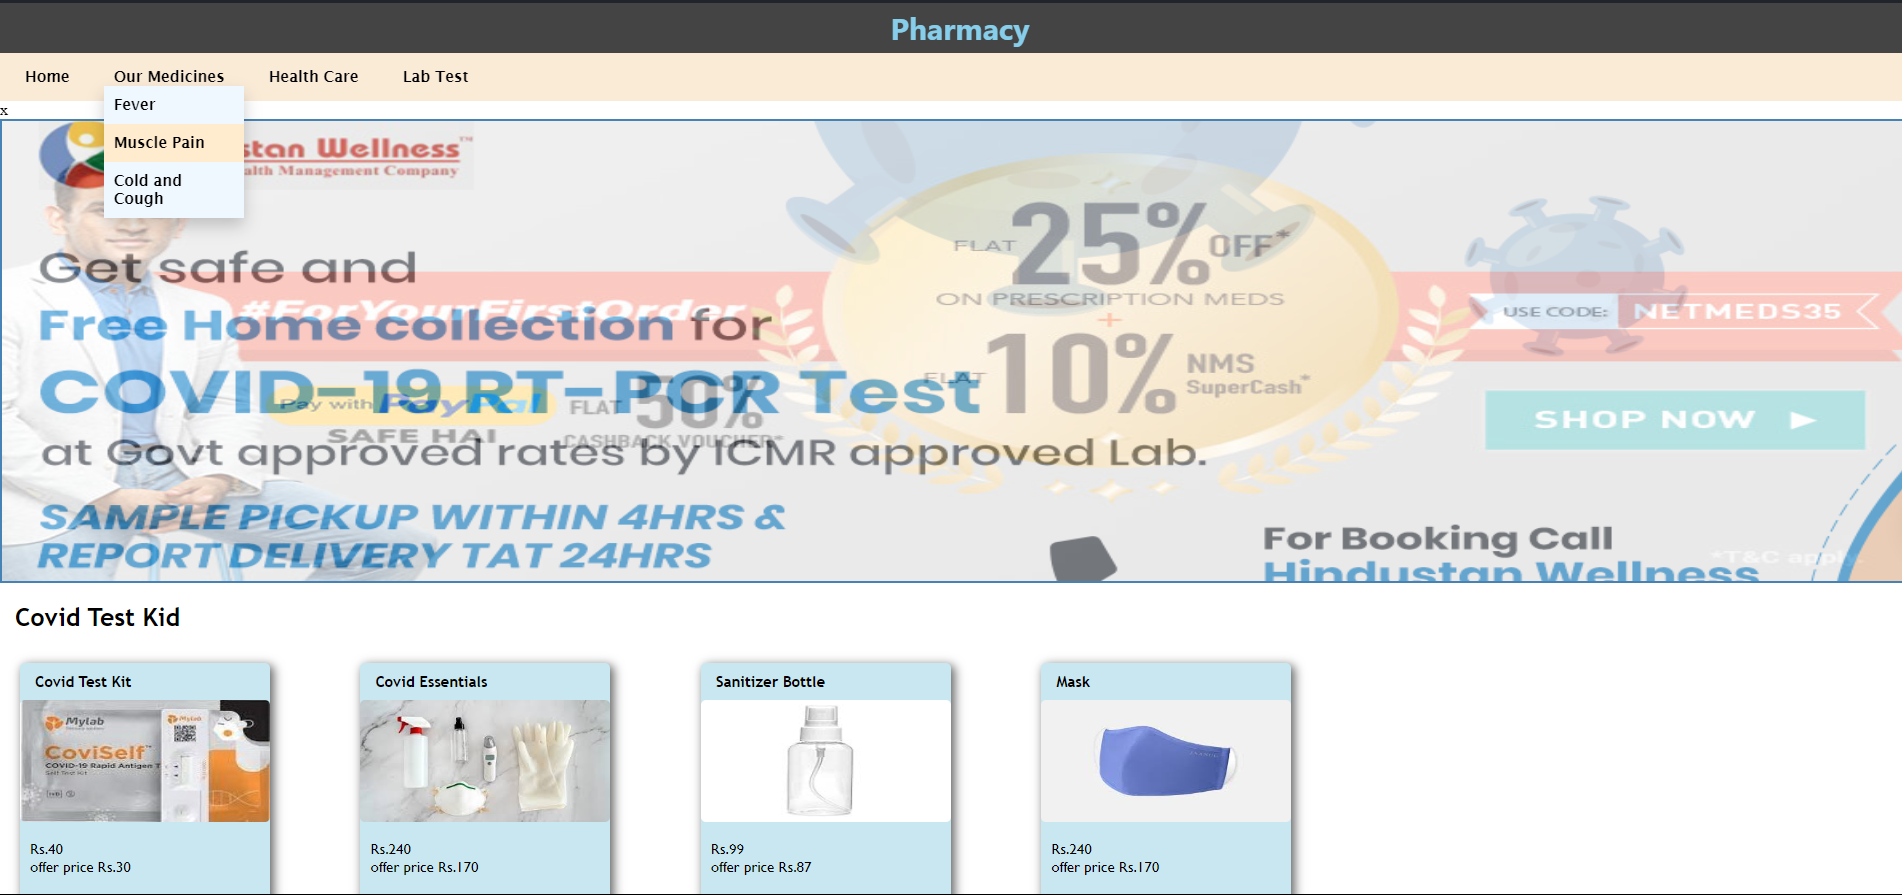 Pharmacy
Home Our Medicines Health Care Lab Test
Fever
Muscle Pain
Cold and
Cough
x
stan Wellness™
alth Management Company
Get safe and
Free Home collection for
COVID-19 RT-PCR Test
at Govt approved rates by ICMR approved Lab.
SAMPLE PICKUP WITHIN 4HRS &
REPORT DELIVERY TAT 24HRS
#ForYourFirstOrder
Pay with PayPal
SAFE HAI
FLAT 50%
CASHBACK VOUCHER*
FLAT 25% OFF*
ON PRESCRIPTION MEDS
+
FLAT 10% NMS
SuperCash*
USE CODE: NETMEDS35
SHOP NOW
For Booking Call
Hindustan Wellness
*T&C apply.
Covid Test Kid
Covid Test Kit
Mylab
CoviSelf™
COVID-19 Rapid Antigen T
Self Test Kit
Mylab
Rs.40
offer price Rs.30
Covid Essentials
Rs.240
offer price Rs.170
Sanitizer Bottle
Rs.99
offer price Rs.87
Mask
Rs.240
offer price Rs.170